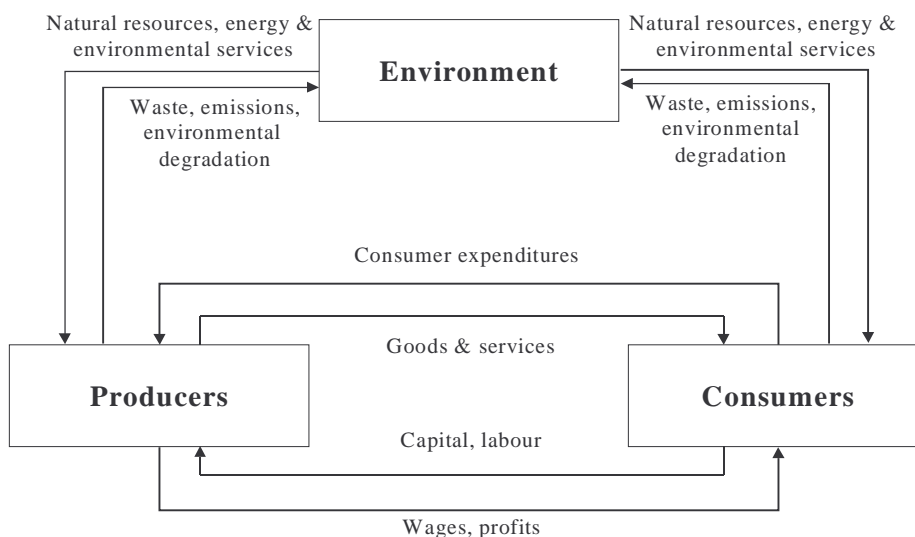 Natural resources, energy &
environmental services
Natural resources, energy &
environmental services
Environment
Waste, emissions,
environmental
degradation
Waste, emissions,
environmental
degradation
Consumer expenditures
Goods & services
Producers
Consumers
Capital, labour
Wages, profits